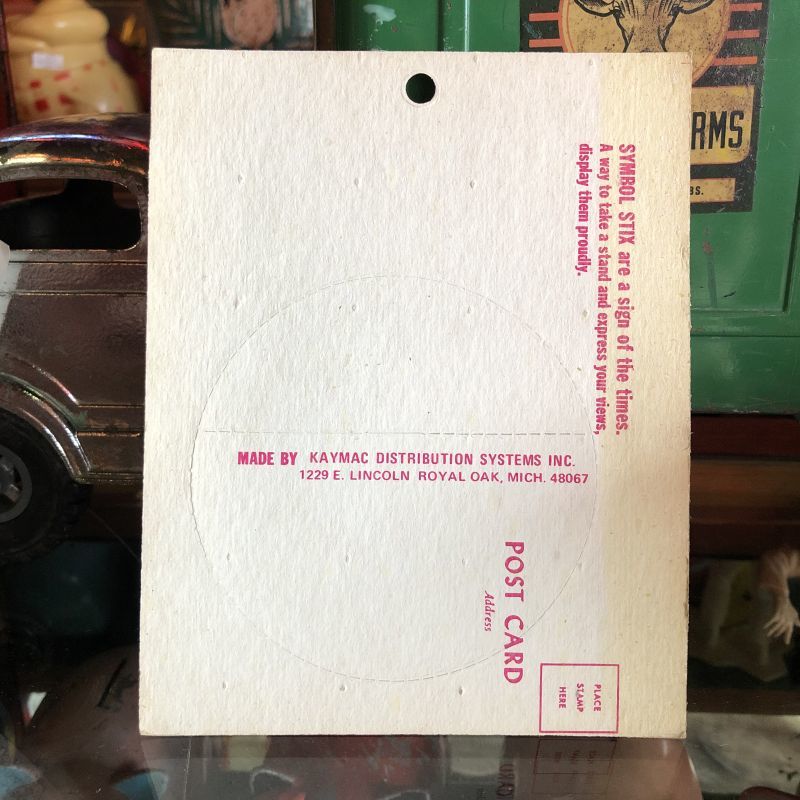 SYMBOL STIX are a sign of the times.
A way to take a stand and express your views,
display them proudly.
MADE BY KAYMAC DISTRIBUTION SYSTEMS INC.
1229 E. LINCOLN ROYAL OAK, MICH. 48067
POST CARD
Address
PLACE
STAMP
HERE
RMS
BS.